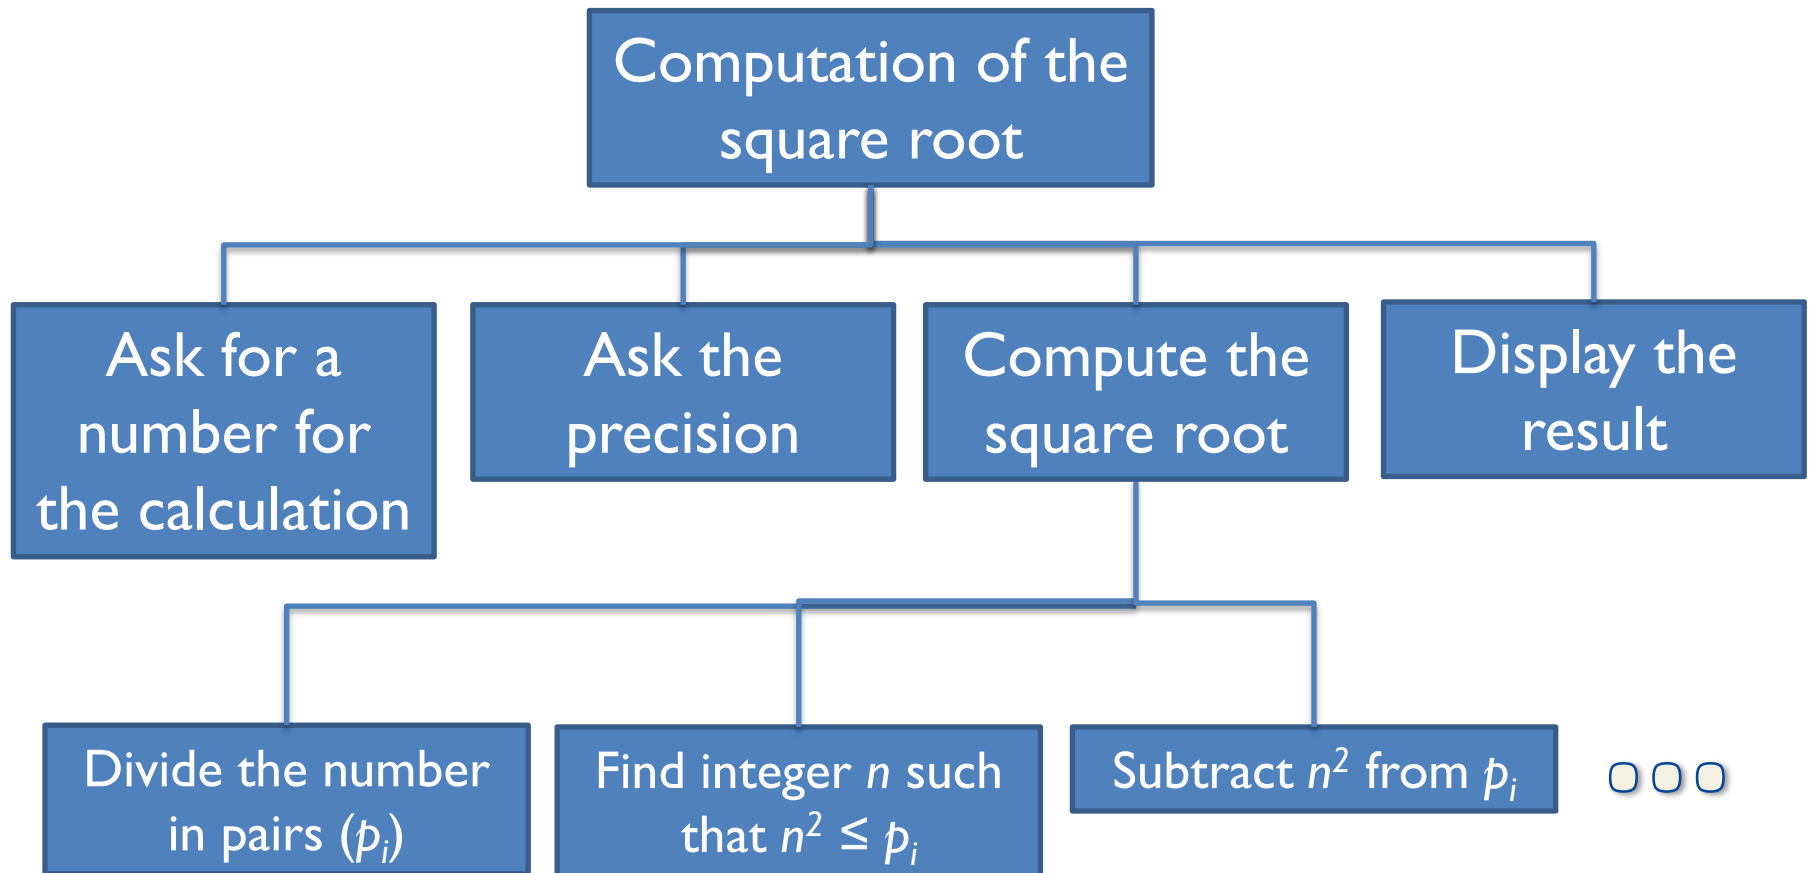 Computation of the
square root
Ask for a
number for
the calculation
Ask the
precision
Compute the
square root
Display the
result
Divide the number
in pairs (pᵢ)
Find integer n such
that n² ≤ pᵢ
Subtract n² from pᵢ